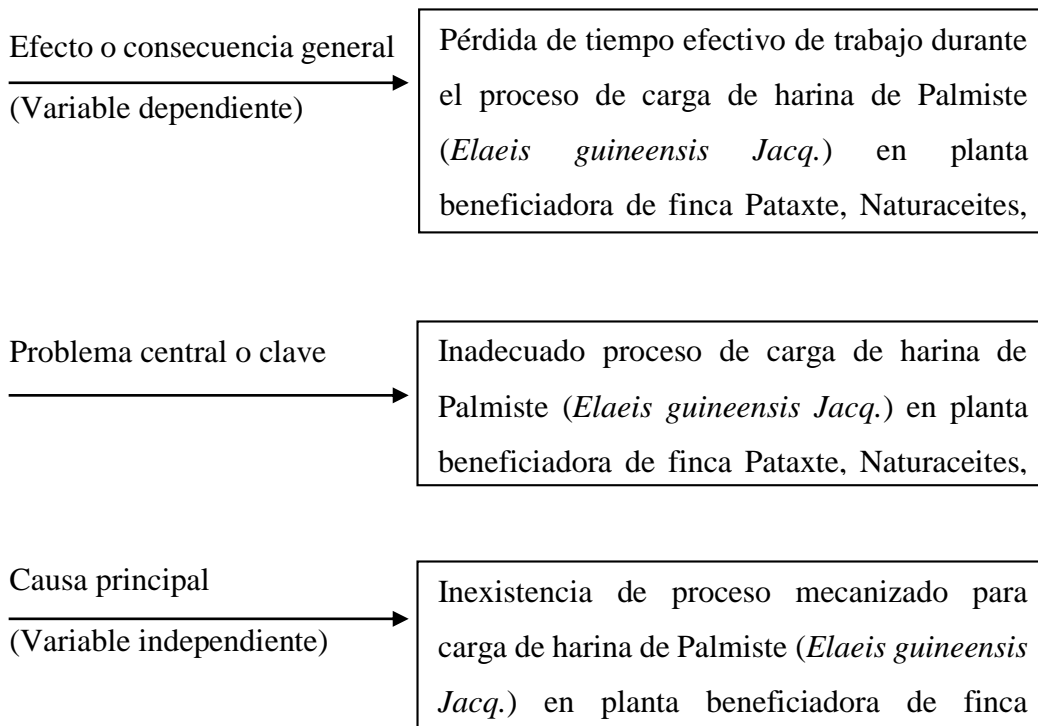 Efecto o consecuencia general
(Variable dependiente)
Pérdida de tiempo efectivo de trabajo durante
el proceso de carga de harina de Palmiste
(Elaeis guineensis Jacq.) en planta
beneficiadora de finca Pataxte, Naturaceites,
Problema central o clave
Inadecuado proceso de carga de harina de
Palmiste (Elaeis guineensis Jacq.) en planta
beneficiadora de finca Pataxte, Naturaceites,
Causa principal
(Variable independiente)
Inexistencia de proceso mecanizado para
carga de harina de Palmiste (Elaeis guineensis
Jacq.) en planta beneficiadora de finca